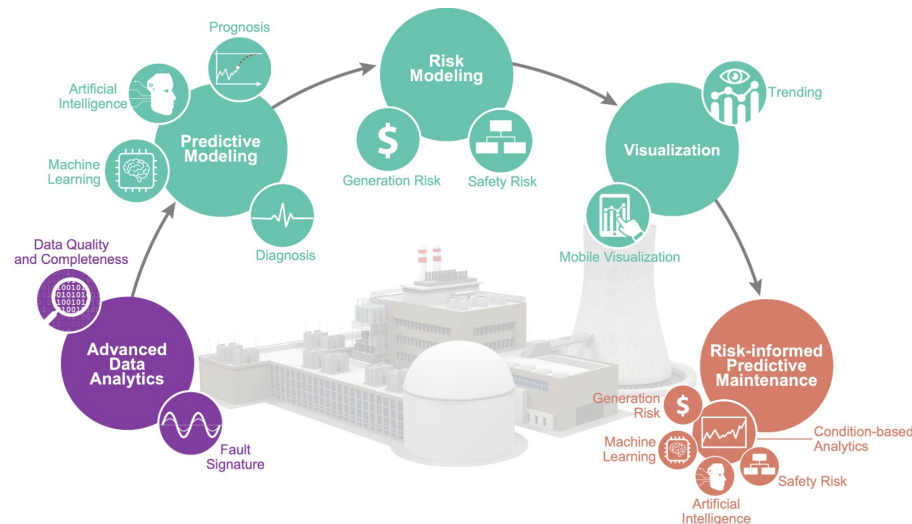 Prognosis
Artificial
Intelligence
Predictive
Modeling
Machine
Learning
Diagnosis
Risk
Modeling
$
Generation Risk
Safety Risk
Trending
Visualization
Mobile Visualization
Data Quality
and Completeness
Advanced
Data
Analytics
Fault
Signature
Risk-informed
Predictive
Maintenance
Generation
Risk
$
Condition-based
Analytics
Machine
Learning
Safety Risk
Artificial
Intelligence